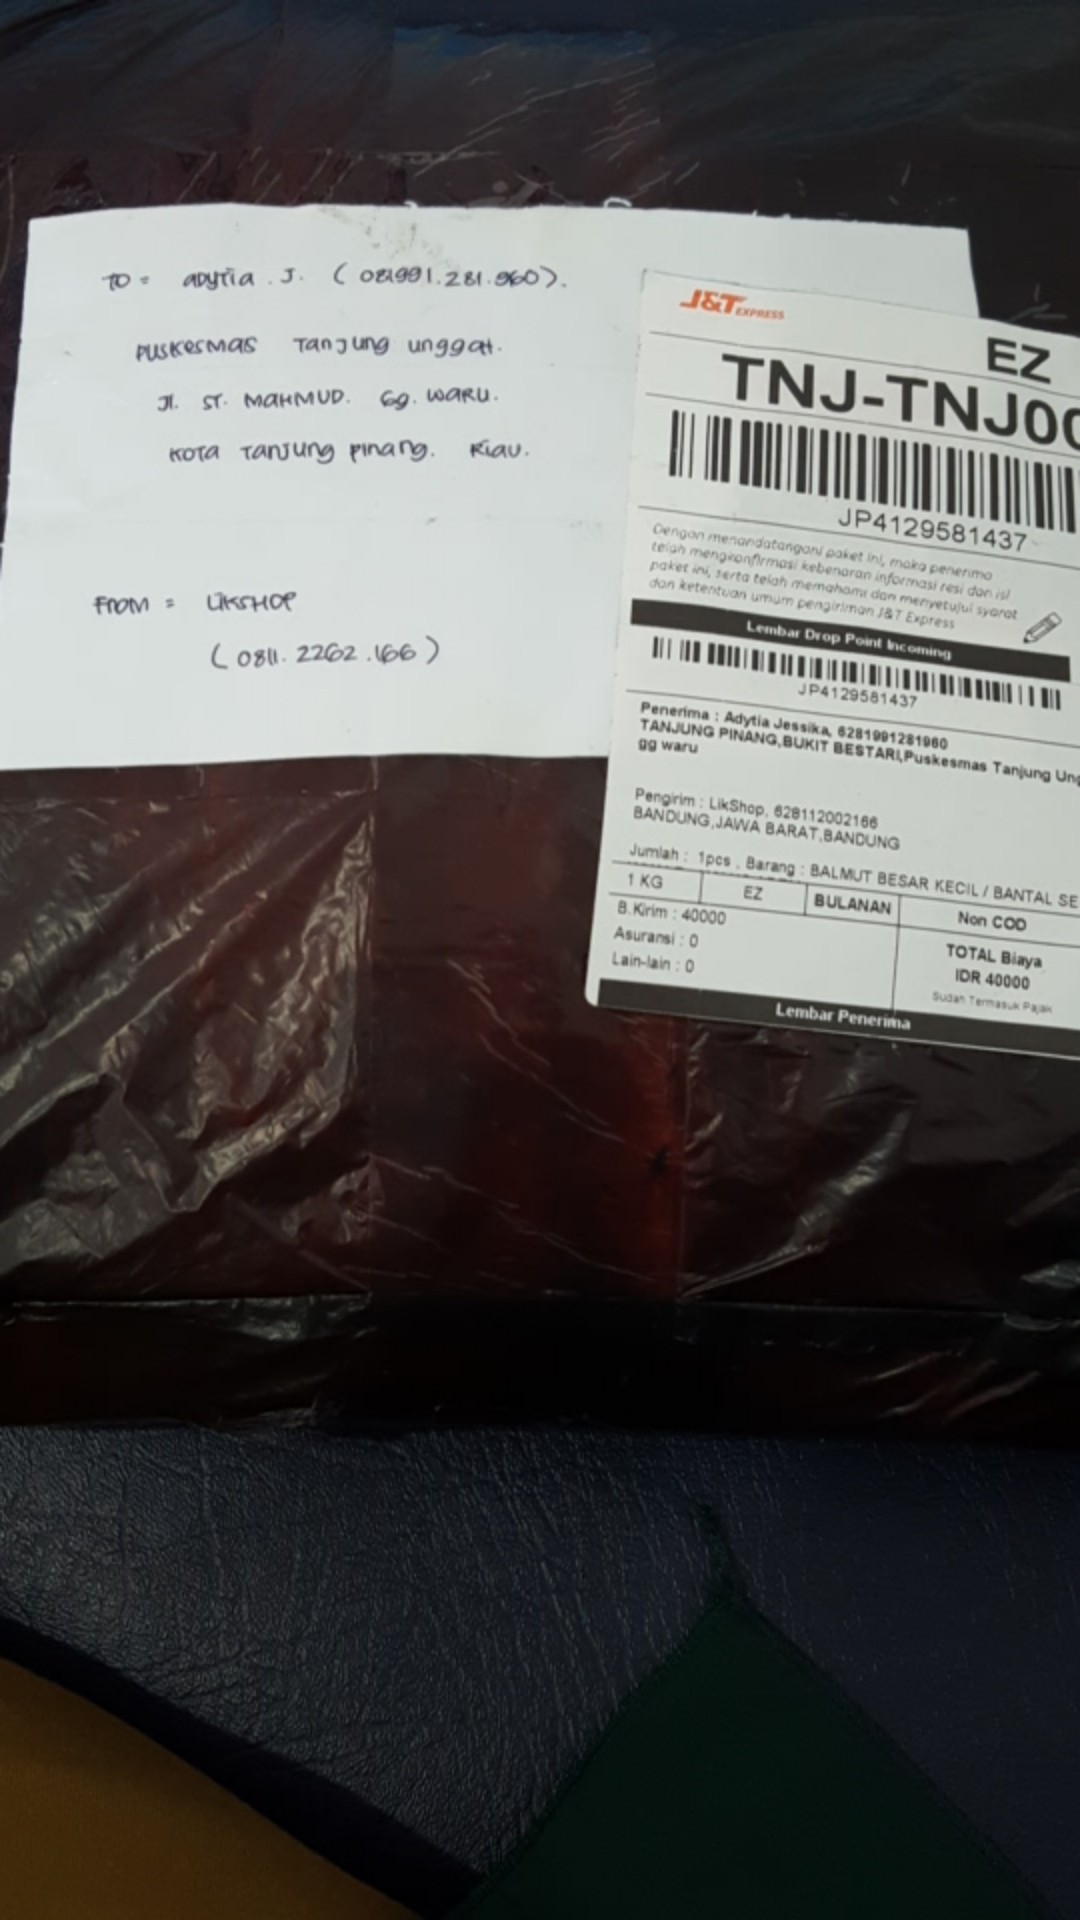 TO = ADYTIA . J. (081991.281.960).
PUSKESMAS Tanjung unggat.
Jl. ST. MAHMUD. Gg. WARU.
KOTA Tanjung pinang. Riau.
FROM = LIKSHOP
(0811.2262.166)
J&T EXPRESS
EZ
TNJ-TNJ0
JP4129581437
Dengan menandatangani paket ini, maka penerima
telah mengkonfirmasi kebenaran informasi resi dan isi
paket ini, serta telah memahami dan menyetujui syarat
dan ketentuan umum pengiriman J&T Express
Lembar Drop Point Incoming
JP4129581437
Penerima : Adytia Jessika, 6281991281960
TANJUNG PINANG,BUKIT BESTARI,Puskesmas Tanjung Ung
gg waru
Pengirim : LikShop, 628112002166
BANDUNG,JAWA BARAT,BANDUNG
Jumlah : 1pcs . Barang : BALMUT BESAR KECIL / BANTAL SE
1 KG EZ BULANAN Non COD
B.Kirim : 40000
Asuransi : 0
Lain-lain : 0
TOTAL Biaya
IDR 40000
Sudah Termasuk Pajak
Lembar Penerima